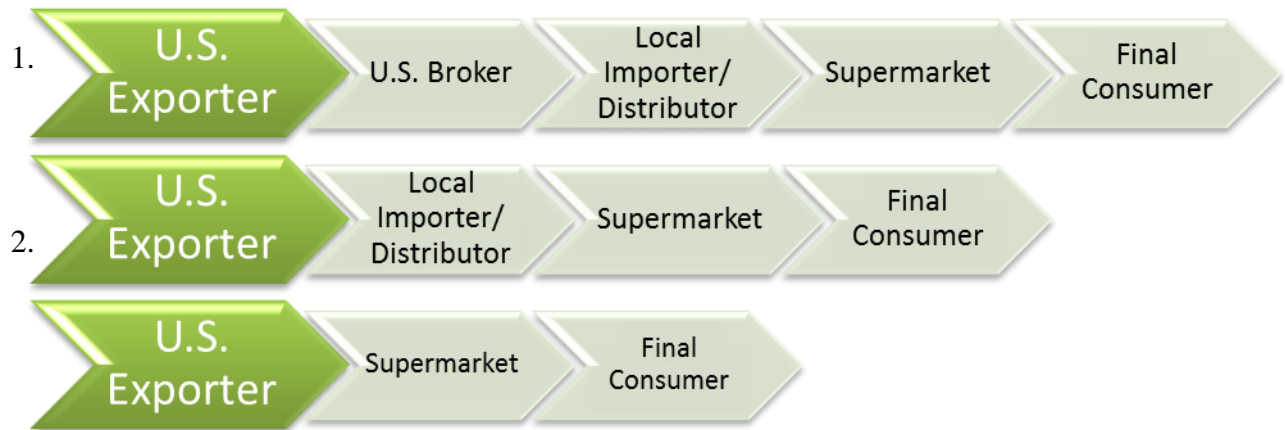 1.
U.S.
Exporter
U.S. Broker
Local
Importer/
Distributor
Supermarket
Final
Consumer
2.
U.S.
Exporter
Local
Importer/
Distributor
Supermarket
Final
Consumer
U.S.
Exporter
Supermarket
Final
Consumer